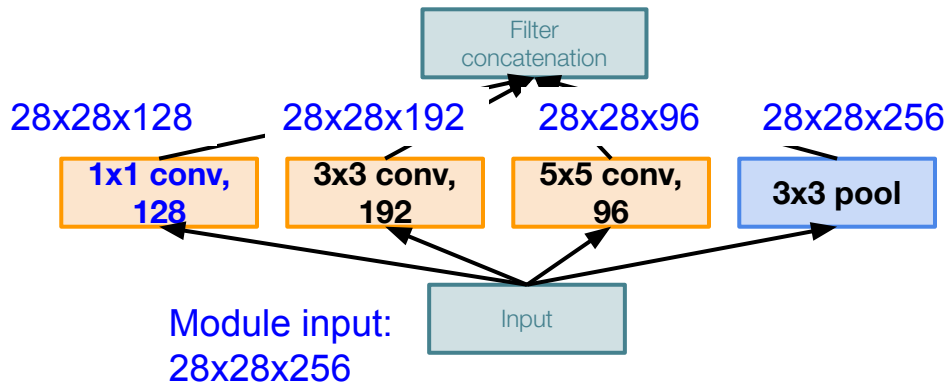 Filter
concatenation
28x28x128
28x28x192
28x28x96
28x28x256
1x1 conv,
128
3x3 conv,
192
5x5 conv,
96
3x3 pool
Input
Module input:
28x28x256